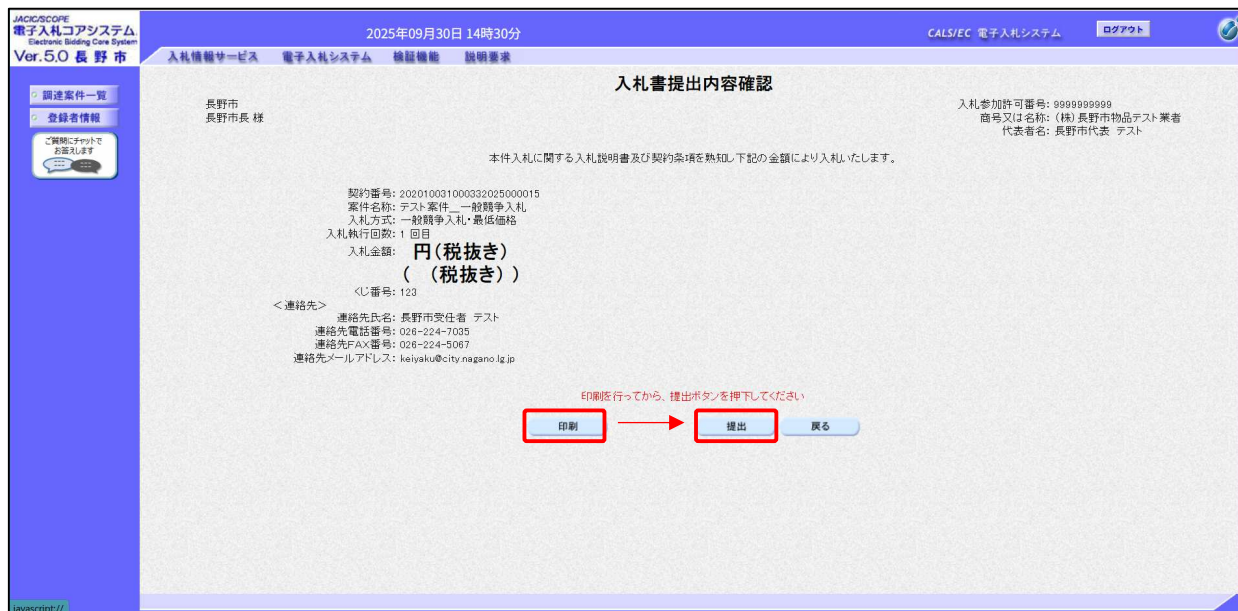 JACIC/SCOPE
電子入札コアシステム
Electronic Bidding Core System
Ver.5.0 長 野 市
2025年09月30日 14時30分
CALS/EC 電子入札システム
ログアウト
入札情報サービス 電子入札システム 検証機能 説明要求
調達案件一覧
登録者情報
ご質問にチャットで
お答えします
入札書提出内容確認
長野市
長野市長 様
入札参加許可番号: 9999999999
商号又は名称: (株)長野市物品テスト業者
代表者名: 長野市代表 テスト
本件入札に関する入札説明書及び契約条項を熟知し下記の金額により入札いたします。
契約番号: 202010031000332025000015
案件名称: テスト案件__一般競争入札
入札方式: 一般競争入札・最低価格
入札執行回数: 1 回目
入札金額: 円(税抜き)
( (税抜き) )
くじ番号: 123
<連絡先>
連絡先氏名: 長野市受任者 テスト
連絡先電話番号: 026-224-7035
連絡先FAX番号: 026-224-5067
連絡先メールアドレス: keiyaku@city.nagano.lg.jp
印刷を行ってから、提出ボタンを押下してください
印刷 提出 戻る
javascript://